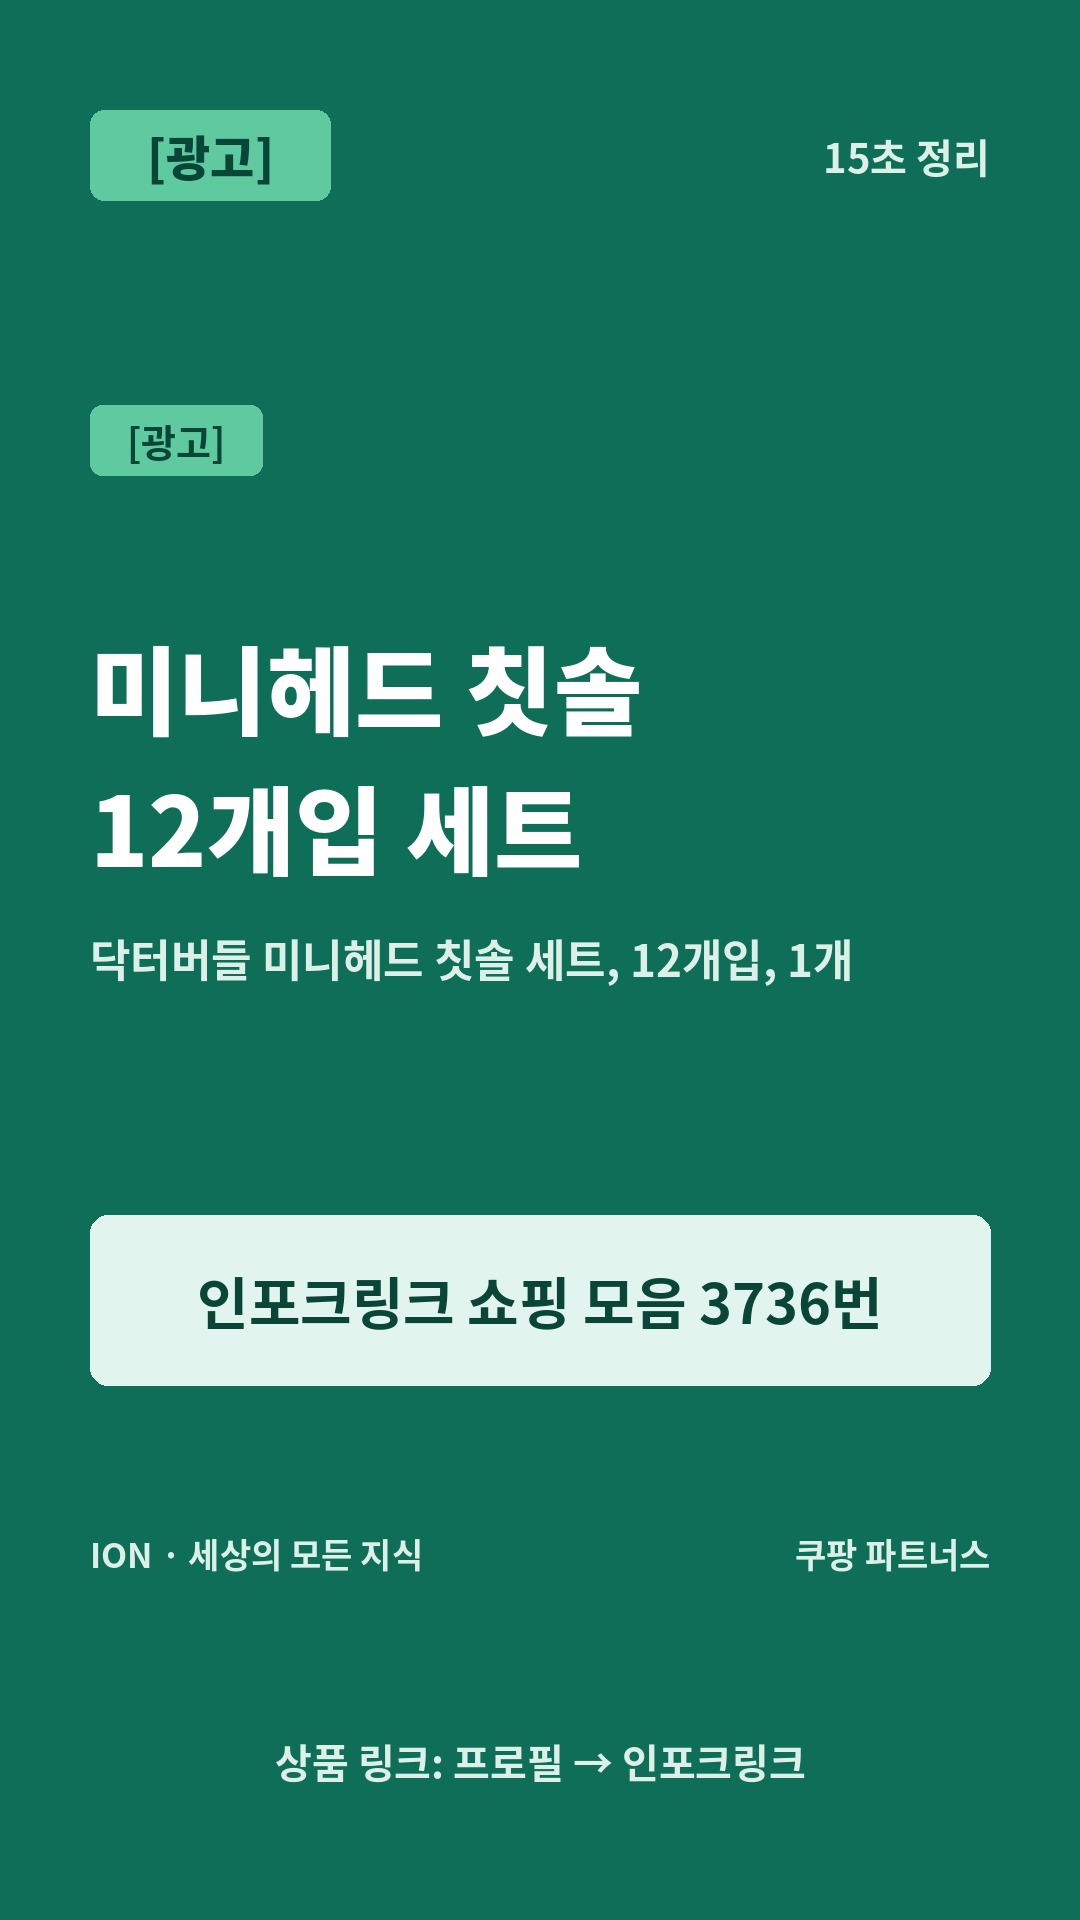 [광고]
15초 정리
[광고]
미니헤드 칫솔
12개입 세트
닥터버들 미니헤드 칫솔 세트, 12개입, 1개
인포크링크 쇼핑 모음 3736번
ION · 세상의 모든 지식
쿠팡 파트너스
상품 링크: 프로필 → 인포크링크